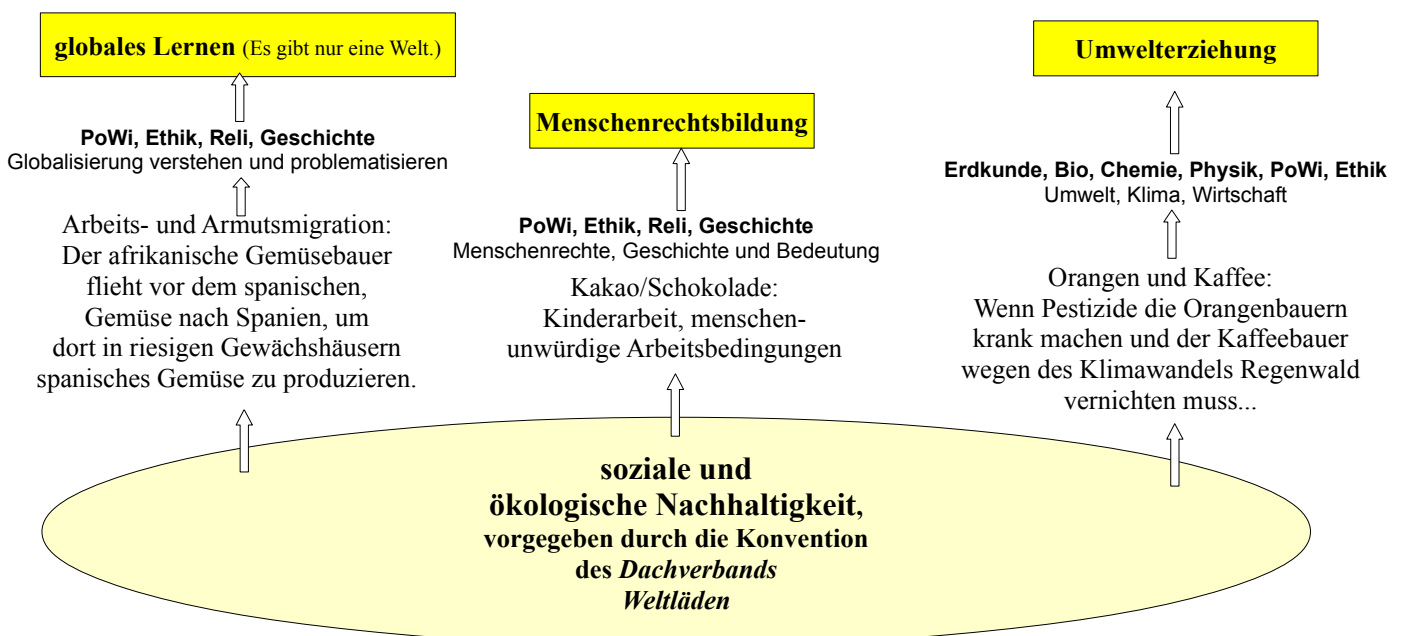 globales Lernen (Es gibt nur eine Welt.)
PoWi, Ethik, Reli, Geschichte
Globalisierung verstehen und problematisieren
Arbeits- und Armutsmigration:
Der afrikanische Gemüsebauer
flieht vor dem spanischen,
Gemüse nach Spanien, um
dort in riesigen Gewächshäusern
spanisches Gemüse zu produzieren.
Menschenrechtsbildung
PoWi, Ethik, Reli, Geschichte
Menschenrechte, Geschichte und Bedeutung
Kakao/Schokolade:
Kinderarbeit, menschen-
unwürdige Arbeitsbedingungen
Umwelterziehung
Erdkunde, Bio, Chemie, Physik, PoWi, Ethik
Umwelt, Klima, Wirtschaft
Orangen und Kaffee:
Wenn Pestizide die Orangenbauern
krank machen und der Kaffeebauer
wegen des Klimawandels Regenwald
vernichten muss...
soziale und
ökologische Nachhaltigkeit,
vorgegeben durch die Konvention
des Dachverbands
Weltläden